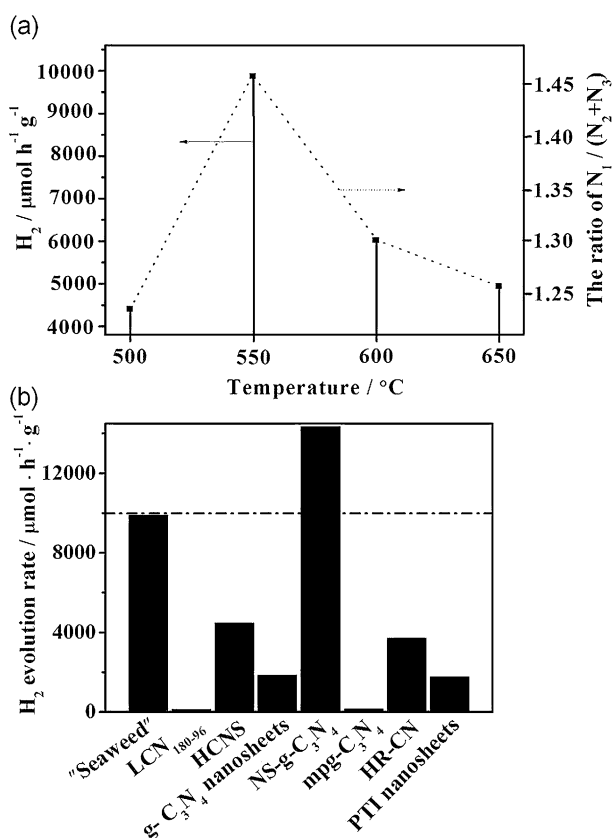 (a)
H₂ / μmol h⁻¹ g⁻¹
10000
9000
8000
7000
6000
5000
4000
1.45
1.40
1.35
1.30
1.25
The ratio of N₁ / (N₂+N₃)
500
550
600
650
Temperature / °C
(b)
H₂ evolution rate / μmol · h⁻¹· g⁻¹
12000
8000
4000
0
"Seaweed"
LCN₁₈₀₋₉₆
HCNS
g- C₃N₄ nanosheets
NS-g-C₃N₄
mpg-C₃N₄
HR-CN
PTI nanosheets